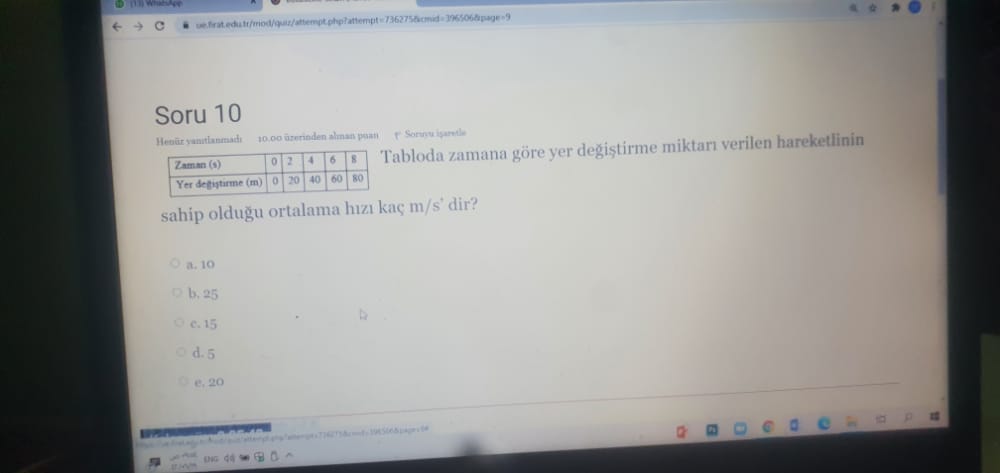 (13) WhatsApp
ue.firat.edu.tr/mod/quiz/attempt.php?attempt=736275&cmid=396506&page=9
Soru 10
Henüz yanıtlanmadı 10.00 üzerinden alınan puan Soruyu işaretle
Zaman (s) 0 2 4 6 8
Yer değiştirme (m) 0 20 40 60 80
Tabloda zamana göre yer değiştirme miktarı verilen hareketlinin
sahip olduğu ortalama hızı kaç m/s' dir?
a. 10
b. 25
c. 15
d. 5
e. 20
ENG